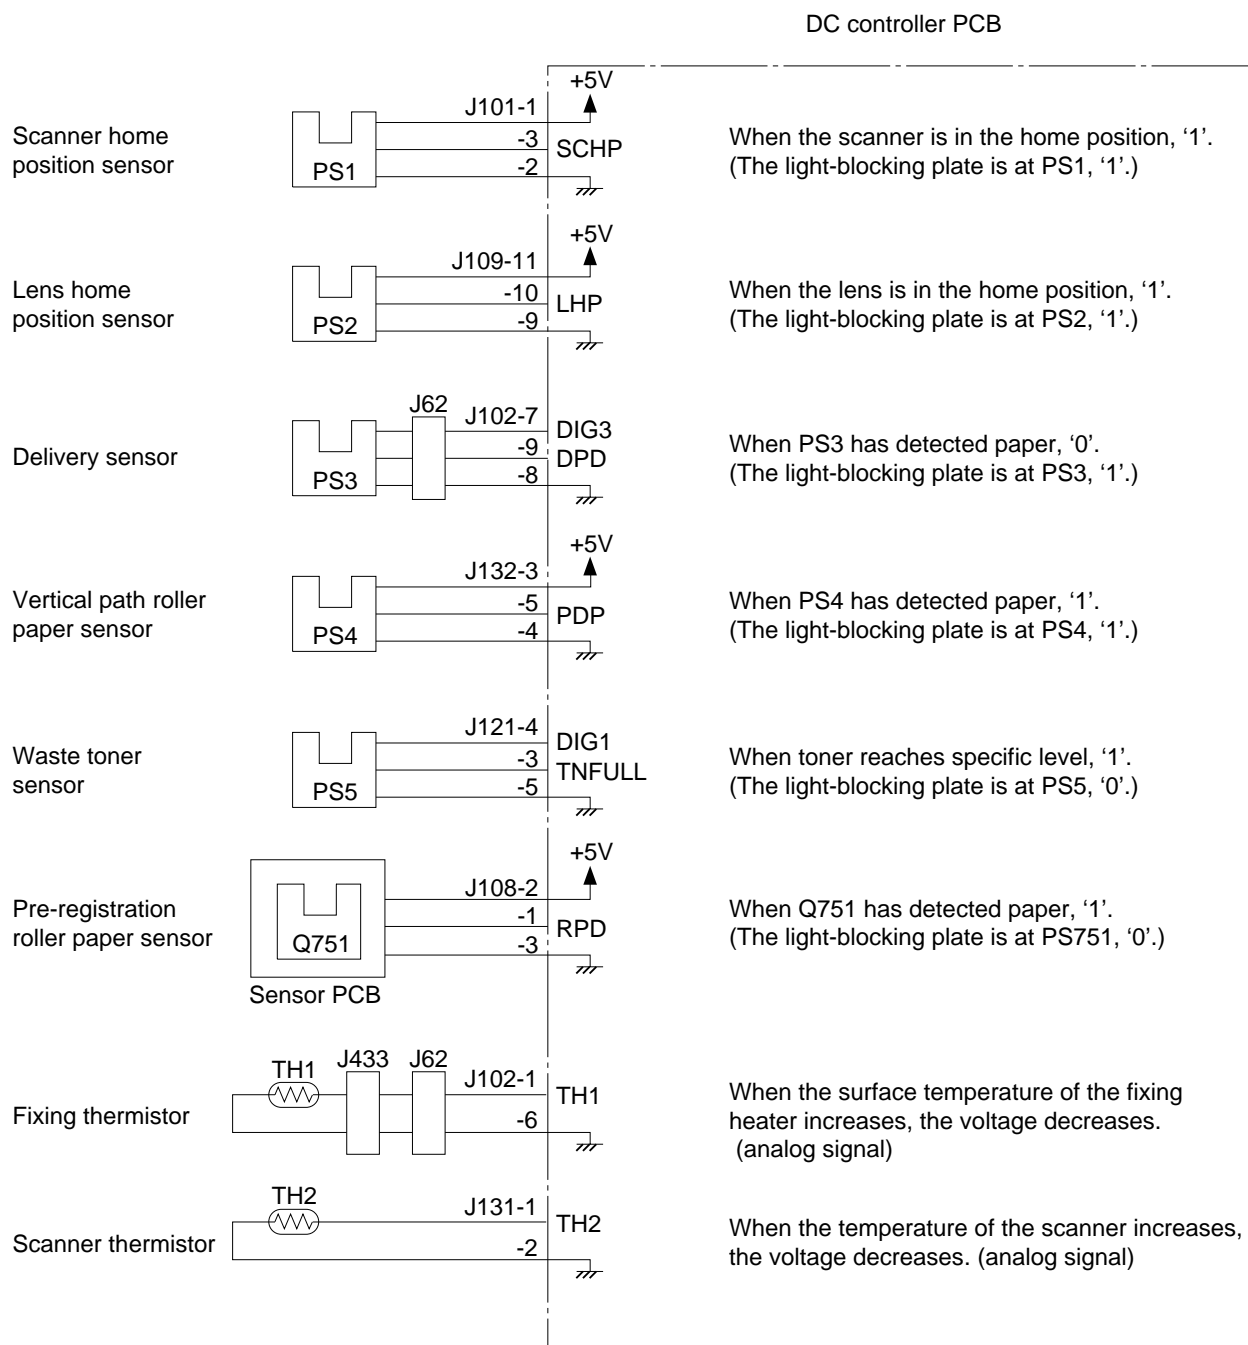 DC controller PCB
+5V
J101-1
Scanner home
position sensor
-3
SCHP
PS1
-2
When the scanner is in the home position, ‘1’.
(The light-blocking plate is at PS1, ‘1’.)
+5V
J109-11
Lens home
position sensor
-10
LHP
PS2
-9
When the lens is in the home position, ‘1’.
(The light-blocking plate is at PS2, ‘1’.)
J62
J102-7
DIG3
Delivery sensor
-9
DPD
PS3
-8
When PS3 has detected paper, ‘0’.
(The light-blocking plate is at PS3, ‘1’.)
+5V
J132-3
Vertical path roller
paper sensor
-5
PDP
PS4
-4
When PS4 has detected paper, ‘1’.
(The light-blocking plate is at PS4, ‘1’.)
J121-4
DIG1
Waste toner
sensor
-3
TNFULL
PS5
-5
When toner reaches specific level, ‘1’.
(The light-blocking plate is at PS5, ‘0’.)
+5V
J108-2
Pre-registration
roller paper sensor
-1
RPD
Q751
-3
Sensor PCB
When Q751 has detected paper, ‘1’.
(The light-blocking plate is at PS751, ‘0’.)
TH1
J433
J62
J102-1
TH1
Fixing thermistor
-6
When the surface temperature of the fixing
heater increases, the voltage decreases.
(analog signal)
TH2
J131-1
TH2
Scanner thermistor
-2
When the temperature of the scanner increases,
the voltage decreases. (analog signal)